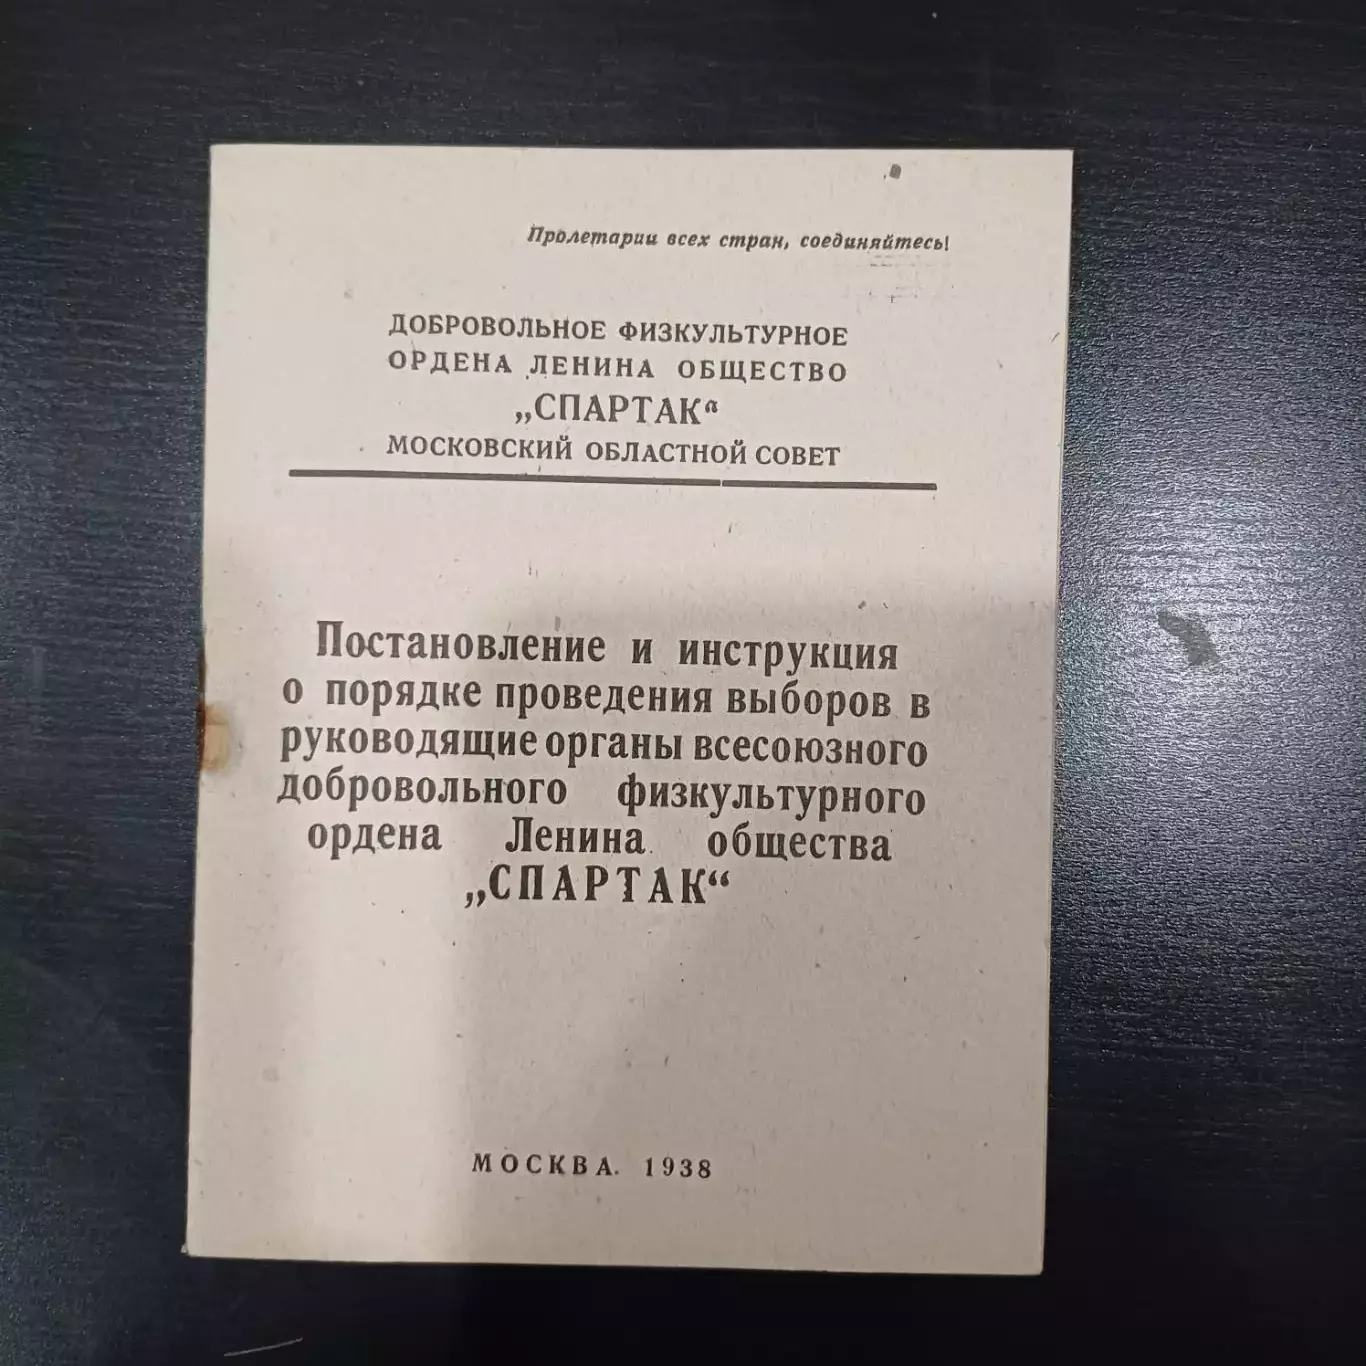 Пролетарии всех стран, соединяйтесь!
ДОБРОВОЛЬНОЕ ФИЗКУЛЬТУРНОЕ
ОРДЕНА ЛЕНИНА ОБЩЕСТВО
„СПАРТАК“
МОСКОВСКИЙ ОБЛАСТНОЙ СОВЕТ
Постановление и инструкция
о порядке проведения выборов в
руководящие органы всесоюзного
добровольного физкультурного
ордена Ленина общества
„СПАРТАК“
МОСКВА. 1938